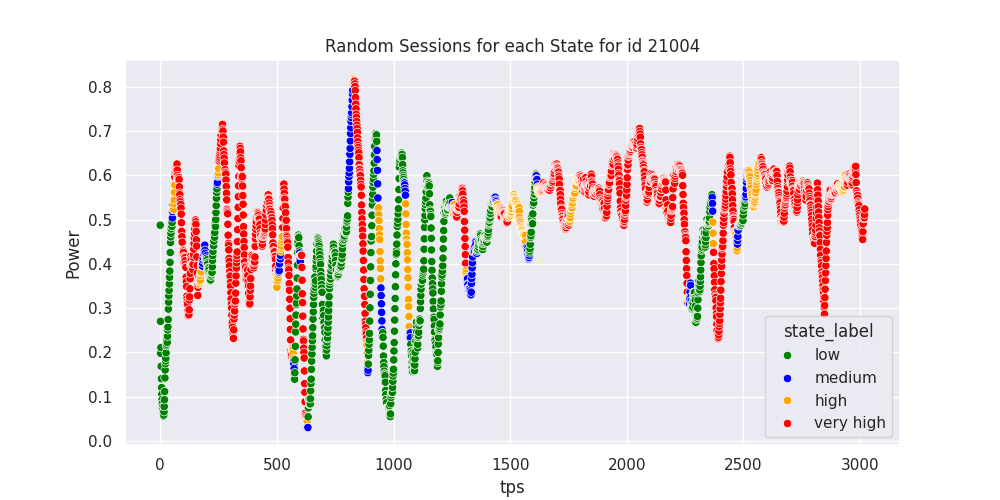 Random Sessions for each State for id 21004
Power
0.8
0.7
0.6
0.5
0.4
0.3
0.2
0.1
0.0
0 500 1000 1500 2000 2500 3000
tps
state_label
low
medium
high
very high